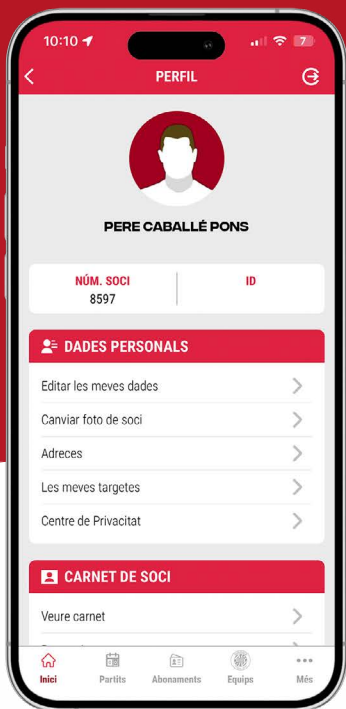 10:10
7
PERFIL
PERE CABALLÉ PONS
NÚM. SOCI
ID
8597
DADES PERSONALS
Editar les meves dades
Canviar foto de soci
Adreces
Les meves targetes
Centre de Privacitat
CARNET DE SOCI
Veure carnet
Inici
Partits
Abonaments
Equips
Més